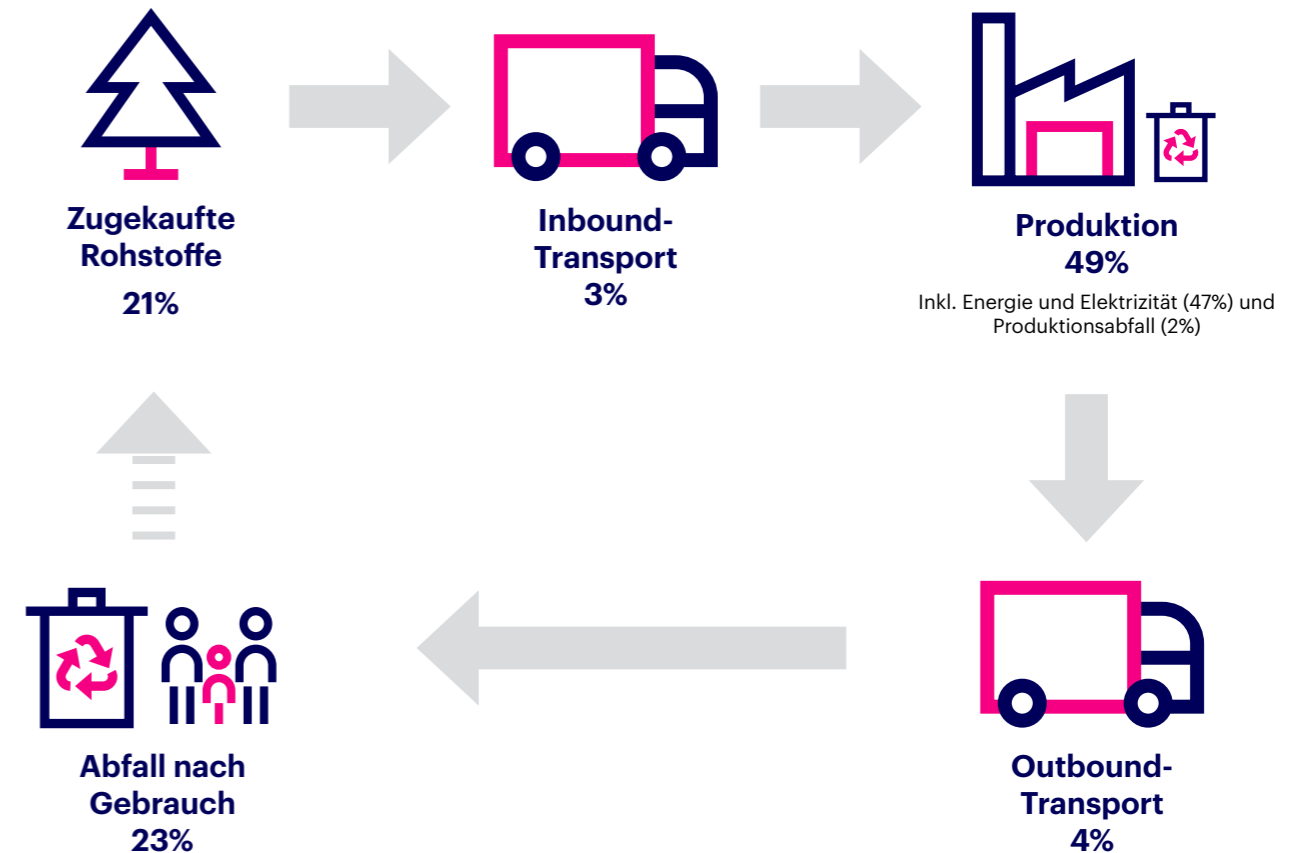 Zugekaufte
Rohstoffe
21%
Inbound-
Transport
3%
Produktion
49%
Inkl. Energie und Elektrizität (47%) und
Produktionsabfall (2%)
Abfall nach
Gebrauch
23%
Outbound-
Transport
4%